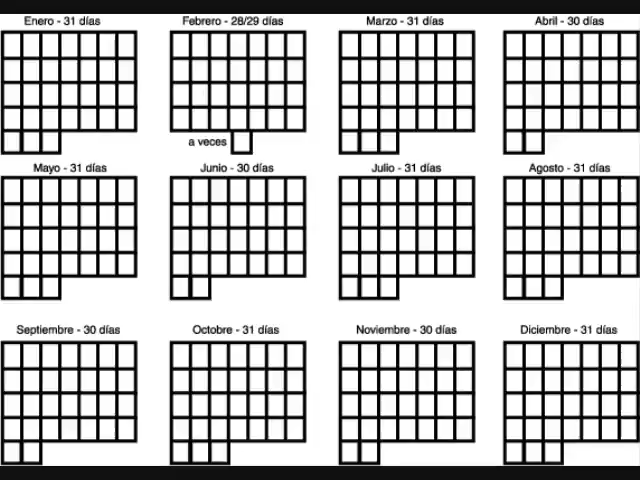 Enero - 31 días
Febrero - 28/29 días
Marzo - 31 días
Abril - 30 días
a veces
Mayo - 31 días
Junio - 30 días
Julio - 31 días
Agosto - 31 días
Septiembre - 30 días
Octobre - 31 días
Noviembre - 30 días
Diciembre - 31 días